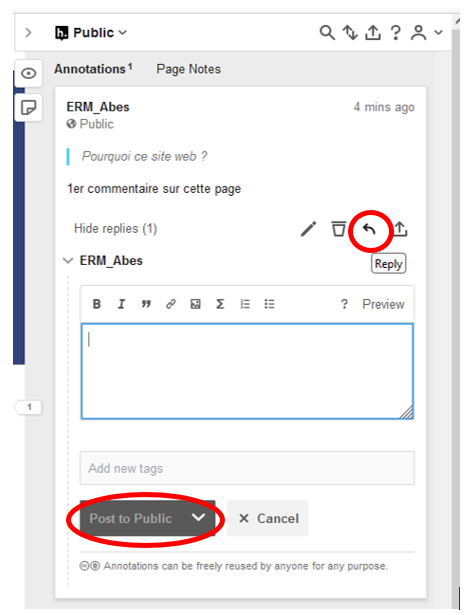 h. Public
?
Annotations 1 Page Notes
ERM_Abes 4 mins ago
Public
Pourquoi ce site web ?
1er commentaire sur cette page
Hide replies (1)
ERM_Abes Reply
B I ” Σ ? Preview
1
Add new tags
Post to Public × Cancel
Annotations can be freely reused by anyone for any purpose.